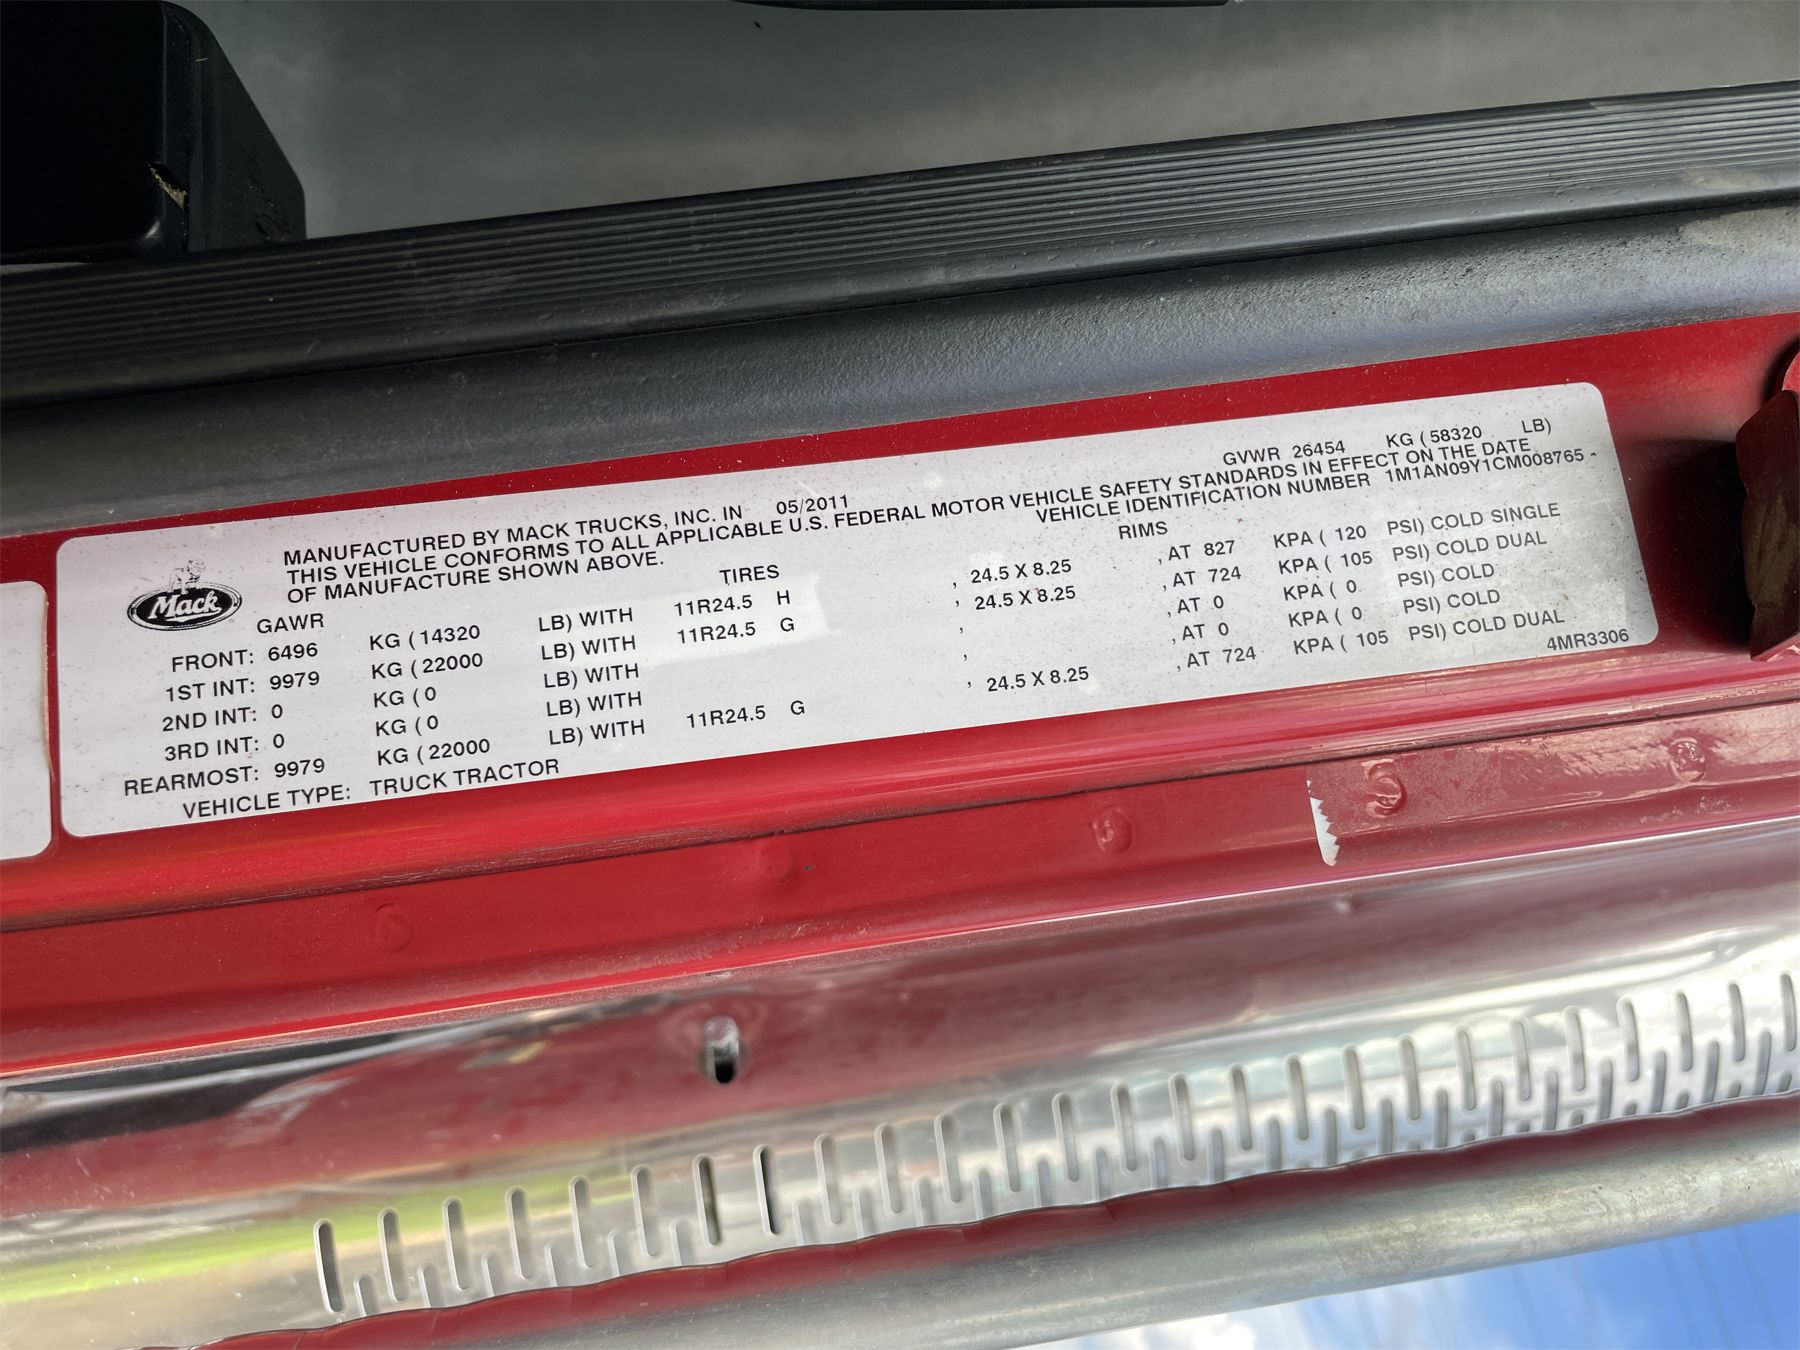 GVWR 26454 KG ( 58320 LB)
MANUFACTURED BY MACK TRUCKS, INC. IN 05/2011
THIS VEHICLE CONFORMS TO ALL APPLICABLE U.S. FEDERAL MOTOR VEHICLE SAFETY STANDARDS IN EFFECT ON THE DATE
OF MANUFACTURE SHOWN ABOVE. VEHICLE IDENTIFICATION NUMBER 1M1AN09Y1CM008765 -
Mack
GAWR TIRES RIMS
FRONT: 6496 KG ( 14320 LB) WITH 11R24.5 H , 24.5 X 8.25 , AT 827 KPA ( 120 PSI) COLD SINGLE
1ST INT: 9979 KG ( 22000 LB) WITH 11R24.5 G , 24.5 X 8.25 , AT 724 KPA ( 105 PSI) COLD DUAL
2ND INT: 0 KG ( 0 LB) WITH , , AT 0 KPA ( 0 PSI) COLD
3RD INT: 0 KG ( 0 LB) WITH , , AT 0 KPA ( 0 PSI) COLD
REARMOST: 9979 KG ( 22000 LB) WITH 11R24.5 G , 24.5 X 8.25 , AT 724 KPA ( 105 PSI) COLD DUAL
VEHICLE TYPE: TRUCK TRACTOR 4MR3306